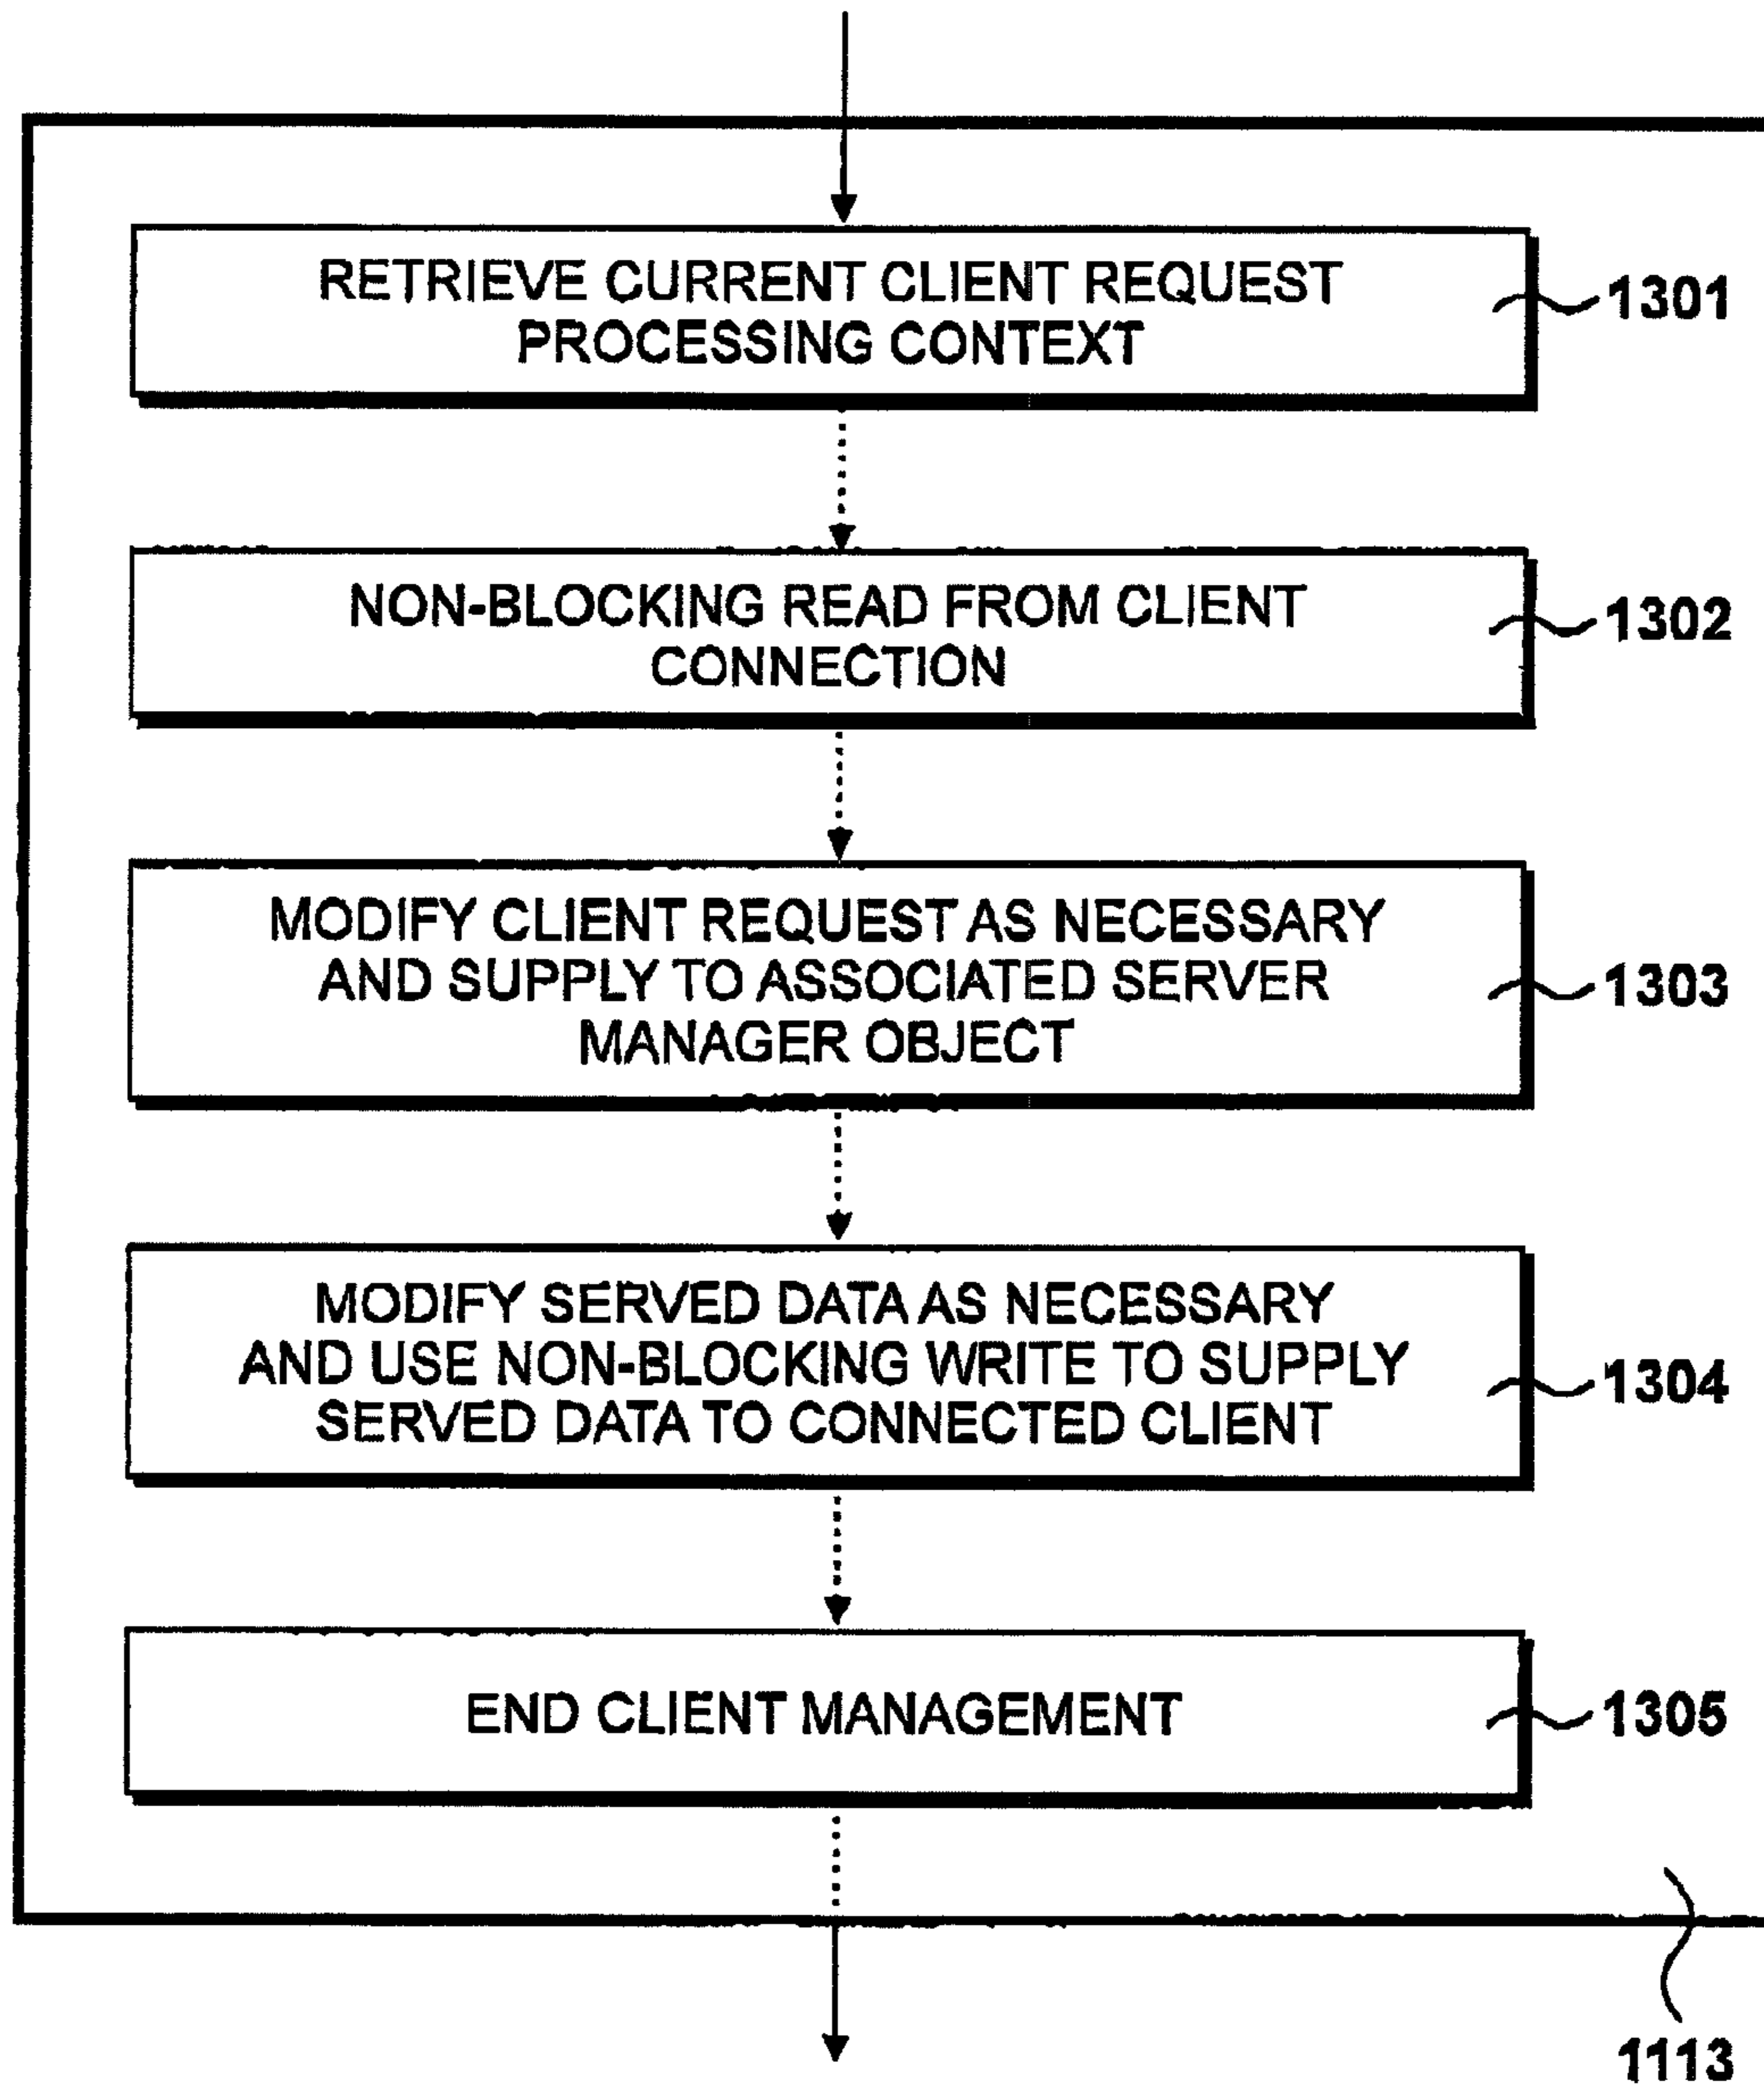 RETRIEVE CURRENT CLIENT REQUEST
PROCESSING CONTEXT
1301
NON-BLOCKING READ FROM CLIENT
CONNECTION
1302
MODIFY CLIENT REQUEST AS NECESSARY
AND SUPPLY TO ASSOCIATED SERVER
MANAGER OBJECT
1303
MODIFY SERVED DATA AS NECESSARY
AND USE NON-BLOCKING WRITE TO SUPPLY
SERVED DATA TO CONNECTED CLIENT
1304
END CLIENT MANAGEMENT
1305
1113